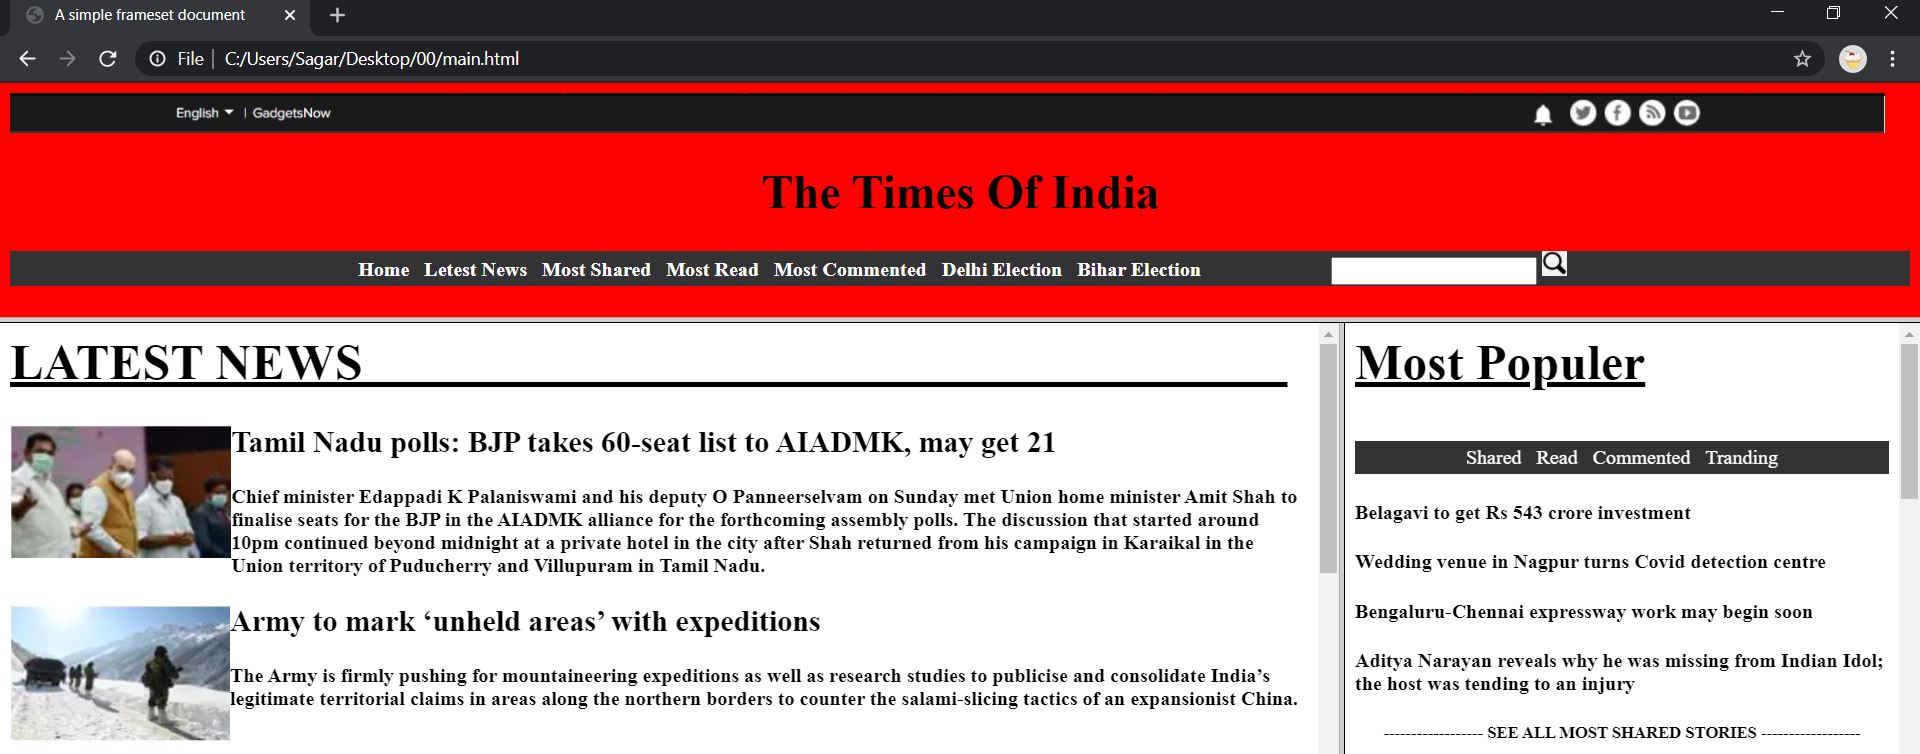 A simple frameset document
File | C:/Users/Sagar/Desktop/00/main.html
English | GadgetsNow
The Times Of India
Home Letest News Most Shared Most Read Most Commented Delhi Election Bihar Election
LATEST NEWS
Tamil Nadu polls: BJP takes 60-seat list to AIADMK, may get 21
Chief minister Edappadi K Palaniswami and his deputy O Panneerselvam on Sunday met Union home minister Amit Shah to
finalise seats for the BJP in the AIADMK alliance for the forthcoming assembly polls. The discussion that started around
10pm continued beyond midnight at a private hotel in the city after Shah returned from his campaign in Karaikal in the
Union territory of Puducherry and Villupuram in Tamil Nadu.
Army to mark ‘unheld areas’ with expeditions
The Army is firmly pushing for mountaineering expeditions as well as research studies to publicise and consolidate India’s
legitimate territorial claims in areas along the northern borders to counter the salami-slicing tactics of an expansionist China.
Most Populer
Shared Read Commented Tranding
Belagavi to get Rs 543 crore investment
Wedding venue in Nagpur turns Covid detection centre
Bengaluru-Chennai expressway work may begin soon
Aditya Narayan reveals why he was missing from Indian Idol;
the host was tending to an injury
------------------ SEE ALL MOST SHARED STORIES ------------------